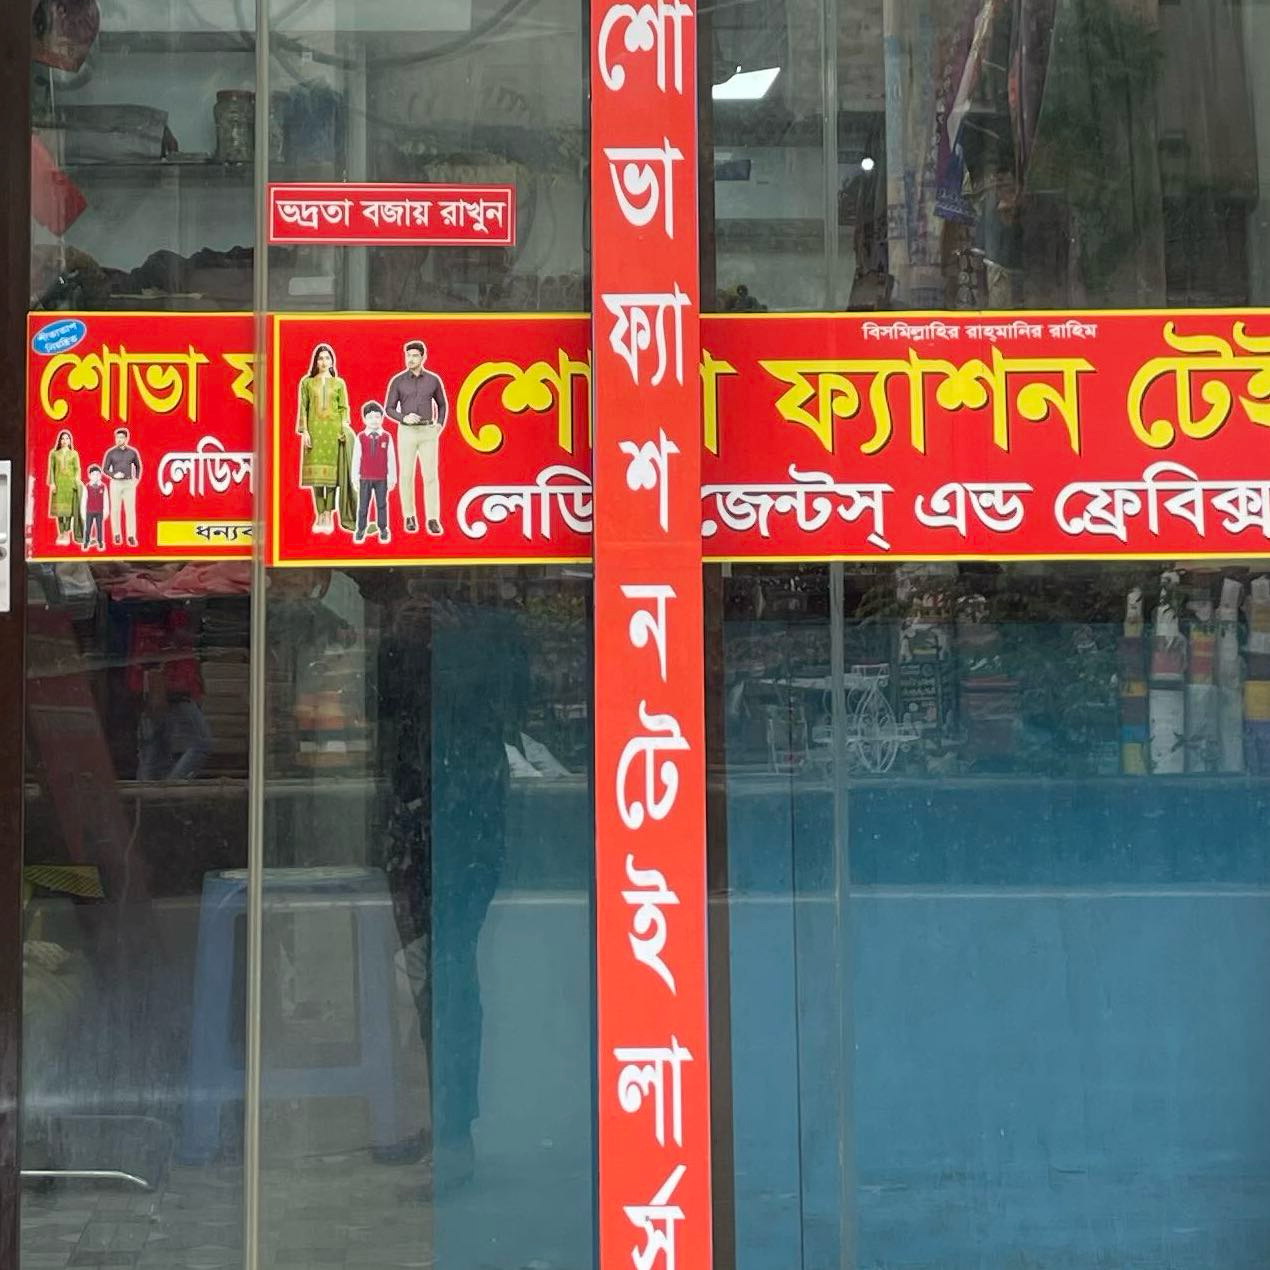 ভদ্রতা বজায় রাখুন
শীতাতাপ
নিয়ন্ত্রিত
শোভা ফ
লেডিস
ধন্যব
বিসমিল্লাহির রাহ্মানির রাহিম
শো া ফ্যাশন টেই
লেডি জেন্টস্ এন্ড ফ্রেবিক্স
শো
ভা
ফ্যা
শ
ন
টে
ই
লা
র্স